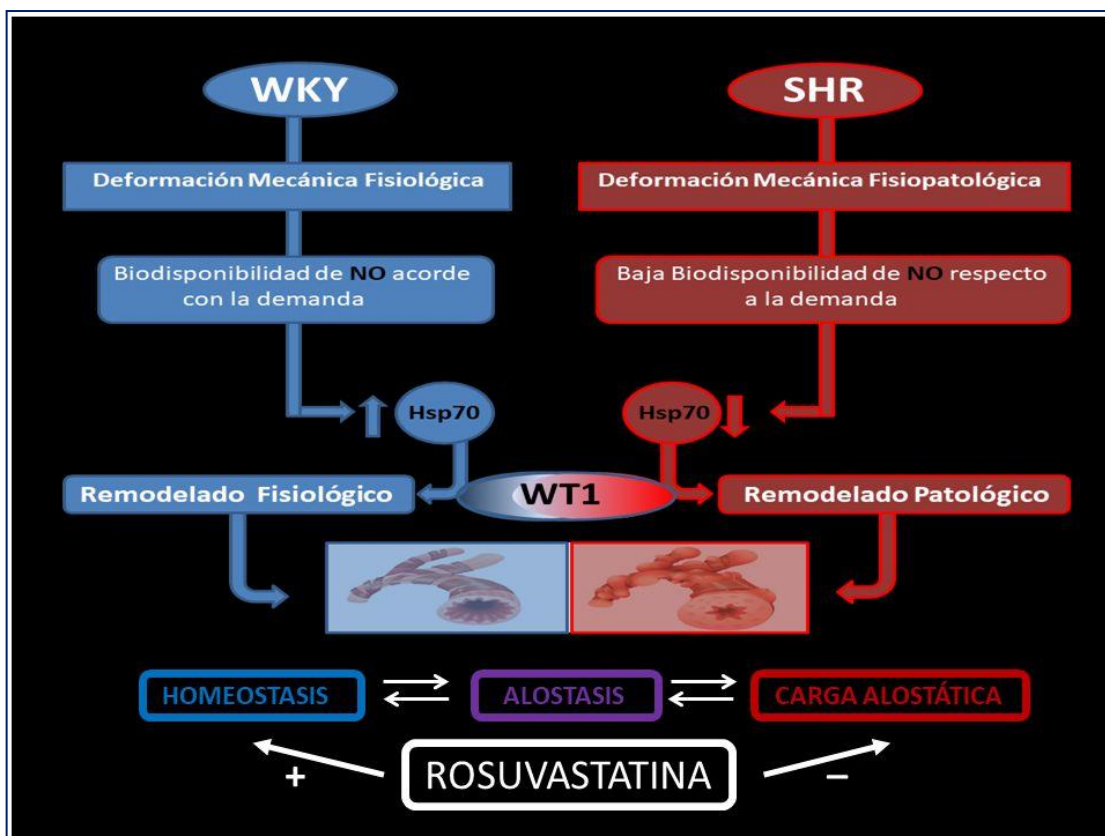 WKY
SHR
Deformación Mecánica Fisiológica
Deformación Mecánica Fisiopatológica
Biodisponibilidad de NO acorde
con la demanda
Baja Biodisponibilidad de NO respecto
a la demanda
Hsp70
Hsp70
Remodelado Fisiológico
WT1
Remodelado Patológico
HOMEOSTASIS
ALOSTASIS
CARGA ALOSTÁTICA
+
ROSUVASTATINA
–